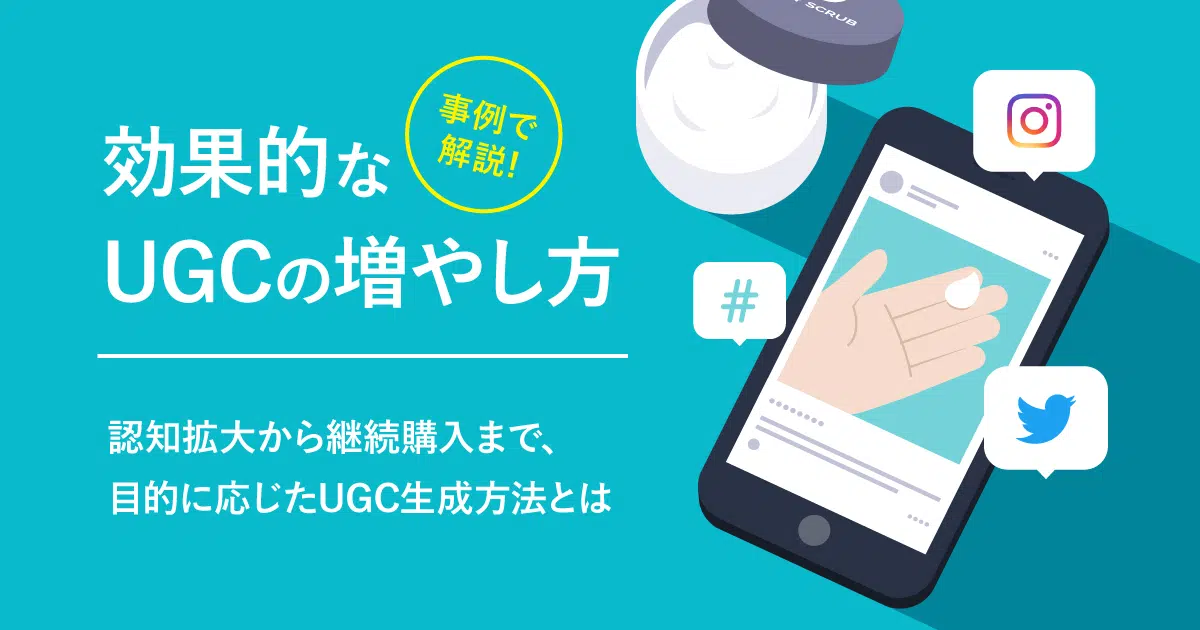 効果的な
UGCの増やし方
事例で
解説!
認知拡大から継続購入まで、
目的に応じたUGC生成方法とは
SCRUB
#